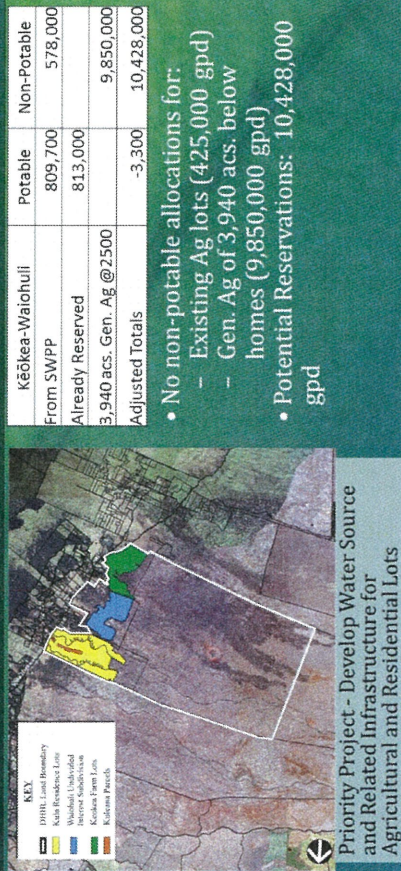 Kēōkea-Waiohuli Potable Non-Potable
From SWPP 809,700 578,000
Already Reserved 813,000
3,940 acs. Gen. Ag @2500 9,850,000
Adjusted Totals -3,300 10,428,000
• No non-potable allocations for:
– Existing Ag lots (425,000 gpd)
– Gen. Ag of 3,940 acs. below
homes (9,850,000 gpd)
• Potential Reservations: 10,428,000
gpd
KEY
DHHL Land Boundary
Kula Residence Lots
Waiohuli Undivided
Interest Subdivision
Keokea Farm Lots
Kuleana Parcels
Priority Project - Develop Water Source
and Related Infrastructure for
Agricultural and Residential Lots